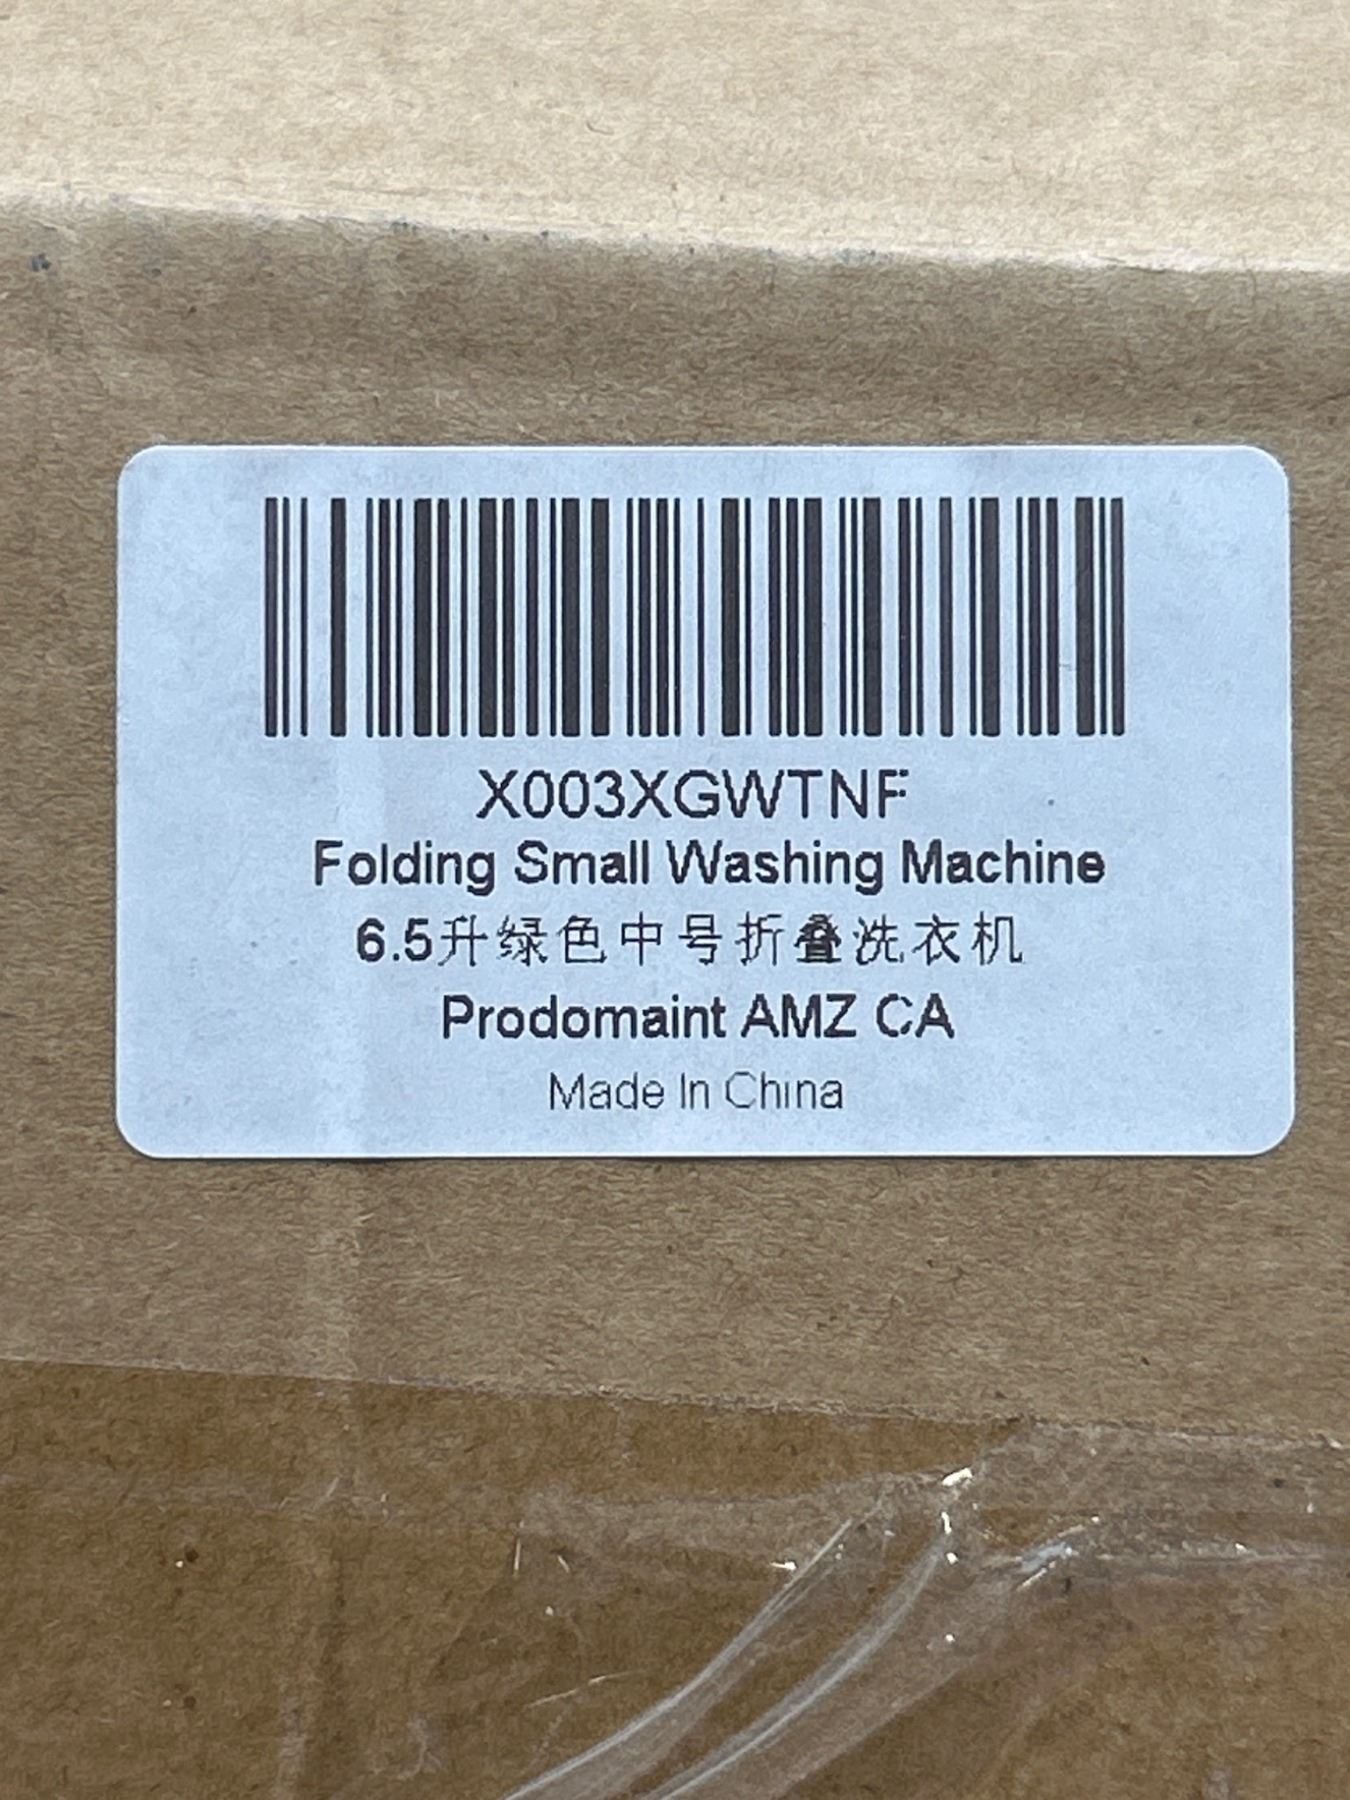 X003XGWTNF
Folding Small Washing Machine
6.5升绿色中号折叠洗衣机
Prodomaint AMZ CA
Made In China